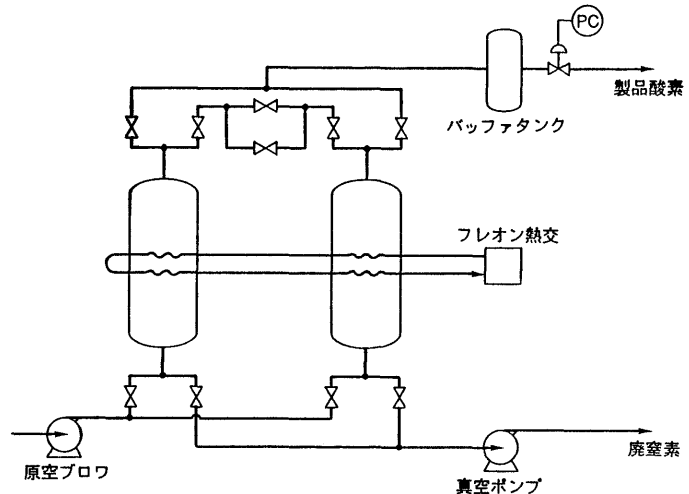 PC
製品酸素
バッファタンク
フレオン熱交
原空ブロワ
廃窒素
真空ポンプ